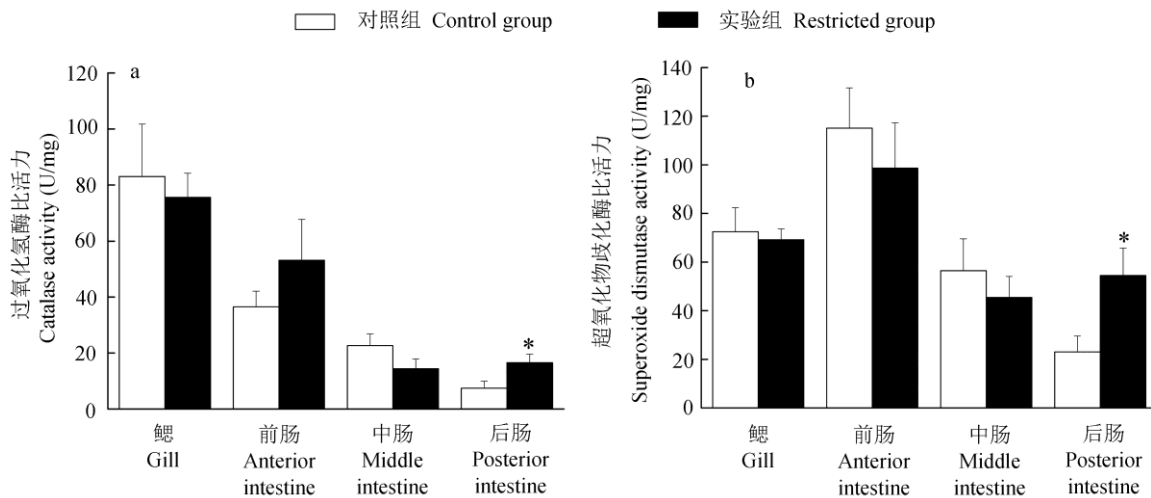 对照组 Control group
实验组 Restricted group
a
过氧化氢酶比活力
Catalase activity (U/mg)
120
100
80
60
40
20
0
*
鳃
Gill
前肠
Anterior
intestine
中肠
Middle
intestine
后肠
Posterior
intestine
b
超氧化物歧化酶比活力
Superoxide dismutase activity (U/mg)
140
120
100
80
60
40
20
0
*
鳃
Gill
前肠
Anterior
intestine
中肠
Middle
intestine
后肠
Posterior
intestine